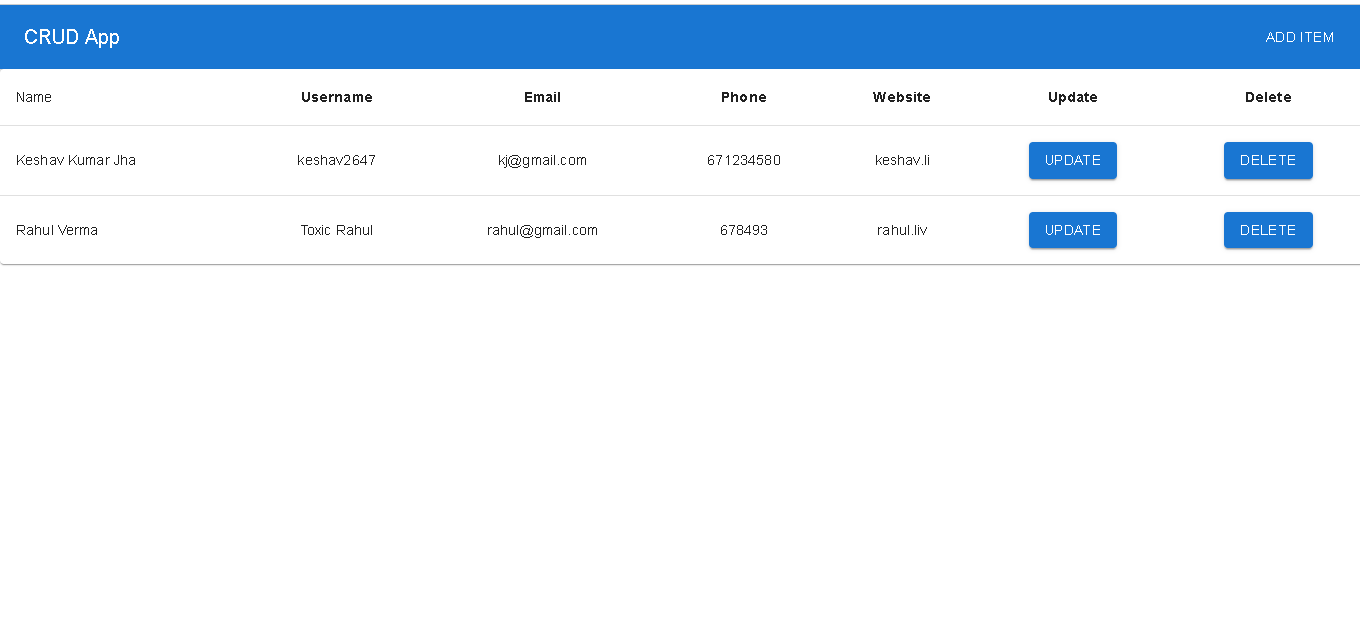 CRUD App ADD ITEM
Name Username Email Phone Website Update Delete
Keshav Kumar Jha keshav2647 kj@gmail.com 671234580 keshav.li UPDATE DELETE
Rahul Verma Toxic Rahul rahul@gmail.com 678493 rahul.liv UPDATE DELETE